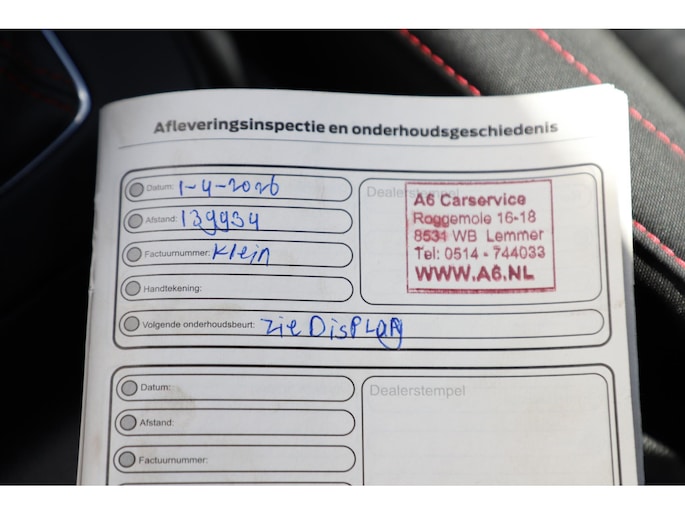 Afleveringsinspectie en onderhoudsgeschiedenis
Datum: 1-4-2026
Afstand: 139934
Factuurnummer: Klein
Handtekening:
Volgende onderhoudsbeurt: zie DISPLAY
Dealerstempel
A6 Carservice
Roggemole 16-18
8531 WB Lemmer
Tel: 0514 - 744033
WWW.A6.NL
Datum:
Afstand:
Factuurnummer:
Dealerstempel